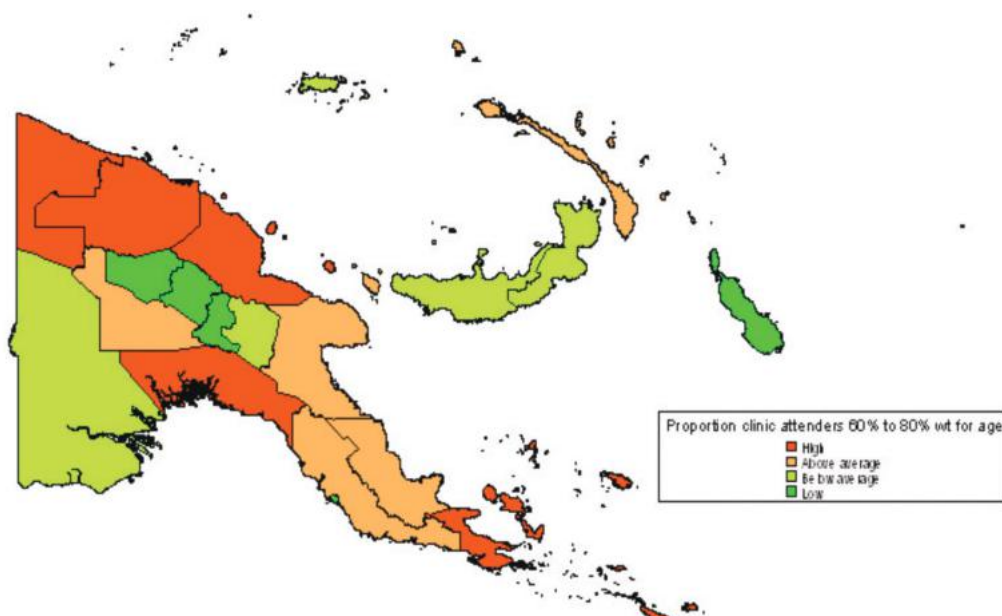 Proportion clinic attenders 60% to 80% wt for age
High
Above average
Below average
Low